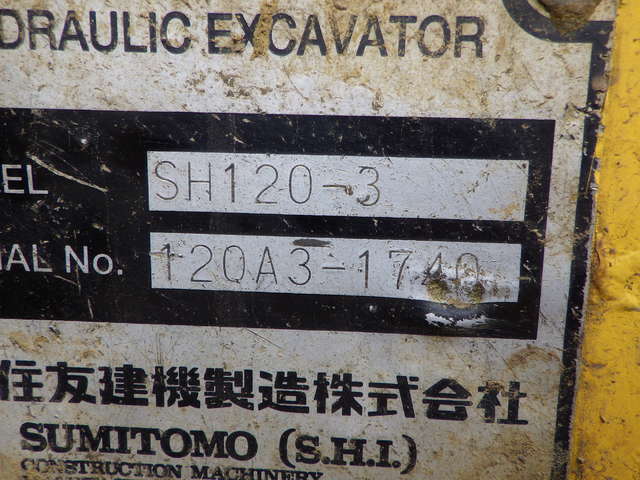 DRAULIC EXCAVATOR
EL SH120-3
IAL No. 120A3-1740
住友建機製造株式会社
SUMITOMO (S.H.I.)
CONSTRUCTION MACHINERY